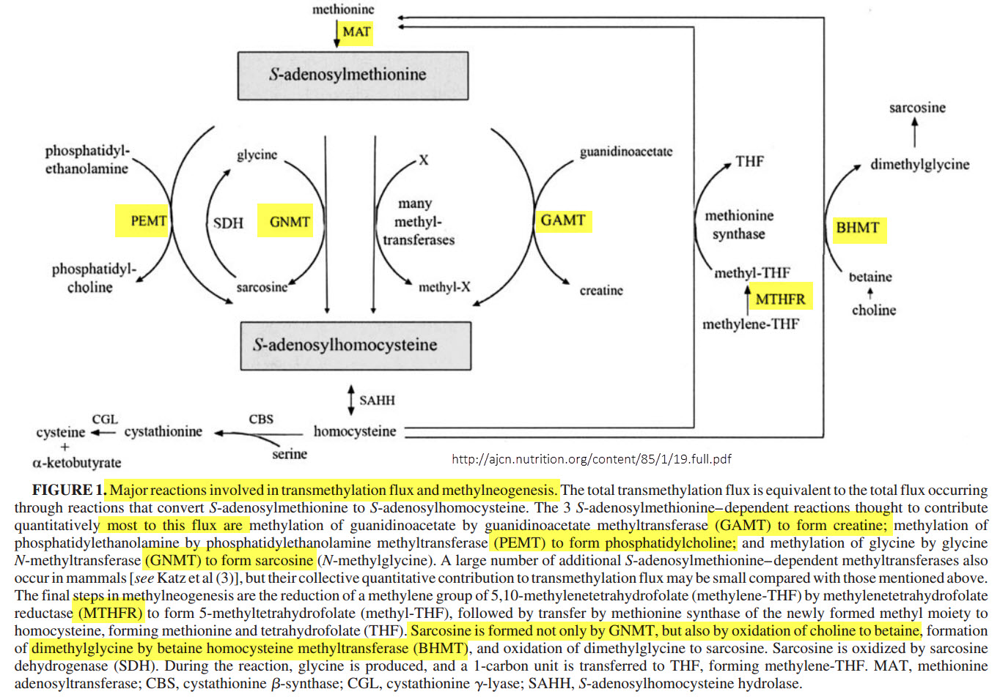 methionine
MAT
S-adenosylmethionine
sarcosine
phosphatidyl-
ethanolamine
glycine
X
guanidinoacetate
THF
dimethylglycine
PEMT
SDH
GNMT
many
methyl-
transferases
GAMT
methionine
synthase
BHMT
phosphatidyl-
choline
sarcosine
methyl-X
creatine
methyl-THF
MTHFR
methylene-THF
betaine
choline
S-adenosylhomocysteine
SAHH
CGL
CBS
cysteine
cystathionine
homocysteine
+
α-ketobutyrate
serine
http://ajcn.nutrition.org/content/85/1/19.full.pdf
FIGURE 1. Major reactions involved in transmethylation flux and methylneogenesis. The total transmethylation flux is equivalent to the total flux occurring
through reactions that convert S-adenosylmethionine to S-adenosylhomocysteine. The 3 S-adenosylmethionine–dependent reactions thought to contribute
quantitatively most to this flux are methylation of guanidinoacetate by guanidinoacetate methyltransferase (GAMT) to form creatine; methylation of
phosphatidylethanolamine by phosphatidylethanolamine methyltransferase (PEMT) to form phosphatidylcholine; and methylation of glycine by glycine
N-methyltransferase (GNMT) to form sarcosine (N-methylglycine). A large number of additional S-adenosylmethionine–dependent methyltransferases also
occur in mammals [see Katz et al (3)], but their collective quantitative contribution to transmethylation flux may be small compared with those mentioned above.
The final steps in methylneogenesis are the reduction of a methylene group of 5,10-methylenetetrahydrofolate (methylene-THF) by methylenetetrahydrofolate
reductase (MTHFR) to form 5-methyltetrahydrofolate (methyl-THF), followed by transfer by methionine synthase of the newly formed methyl moiety to
homocysteine, forming methionine and tetrahydrofolate (THF). Sarcosine is formed not only by GNMT, but also by oxidation of choline to betaine, formation
of dimethylglycine by betaine homocysteine methyltransferase (BHMT), and oxidation of dimethylglycine to sarcosine. Sarcosine is oxidized by sarcosine
dehydrogenase (SDH). During the reaction, glycine is produced, and a 1-carbon unit is transferred to THF, forming methylene-THF. MAT, methionine
adenosyltransferase; CBS, cystathionine β-synthase; CGL, cystathionine γ-lyase; SAHH, S-adenosylhomocysteine hydrolase.